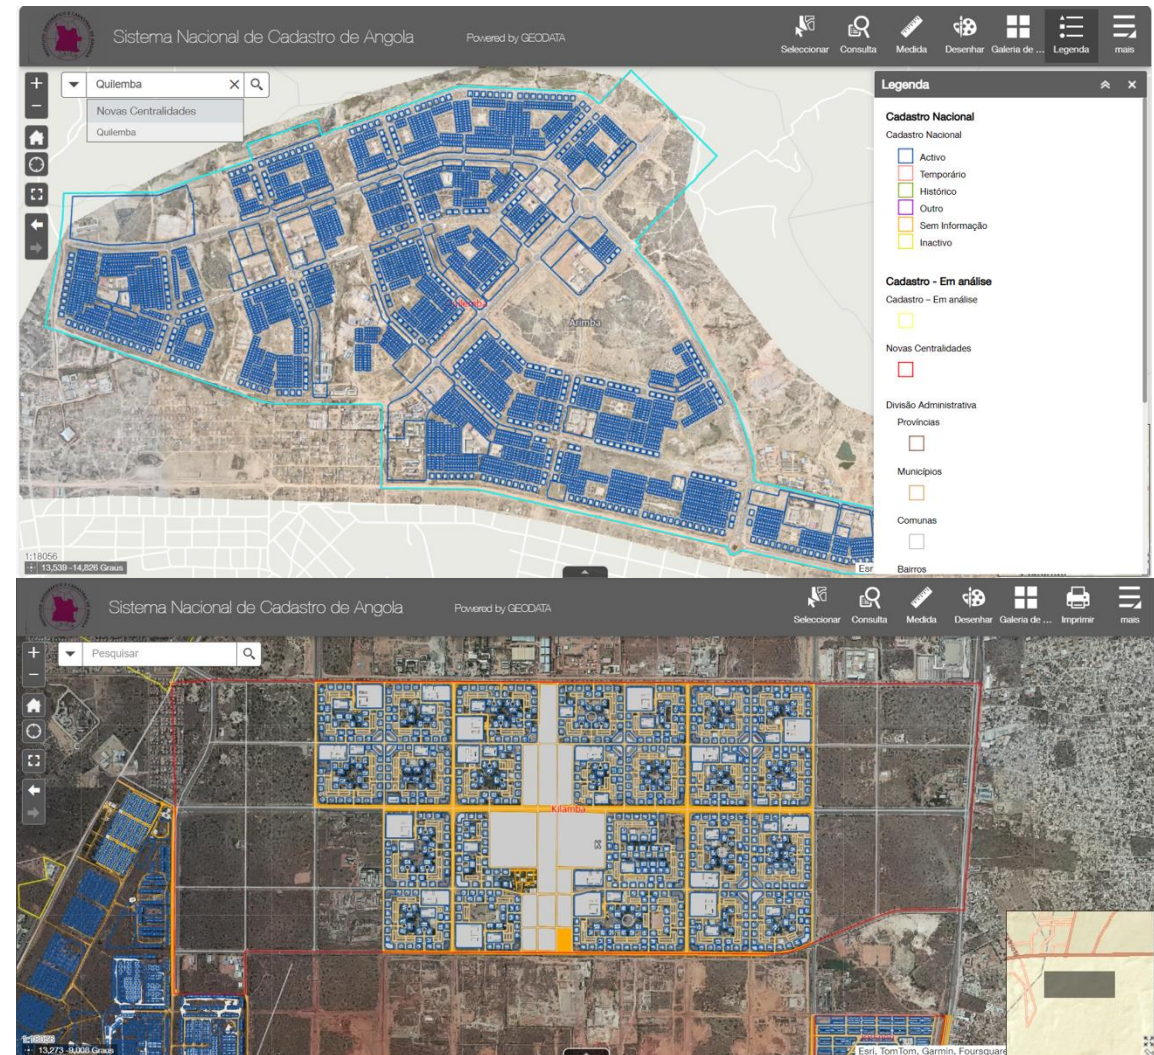 Sistema Nacional de Cadastro de Angola
Powered by GEODATA
Seleccionar
Consulta
Medida
Desenhar
Galeria de ...
Legenda
mais
Quilemba
Novas Centralidades
Quilemba
Legenda
Cadastro Nacional
Cadastro Nacional
Activo
Temporário
Histórico
Outro
Sem Informação
Inactivo
Cadastro - Em análise
Cadastro – Em análise
Novas Centralidades
Divisão Administrativa
Províncias
Municípios
Comunas
Bairros
Arimba
1:18056
13,539 -14,826 Graus
Esr
Sistema Nacional de Cadastro de Angola
Powered by GEODATA
Seleccionar
Consulta
Medida
Desenhar
Galeria de ...
Imprimir
mais
Pesquisar
Kilamba
K
13,273 -9,008 Graus
Esri, TomTom, Garmin, Foursquare